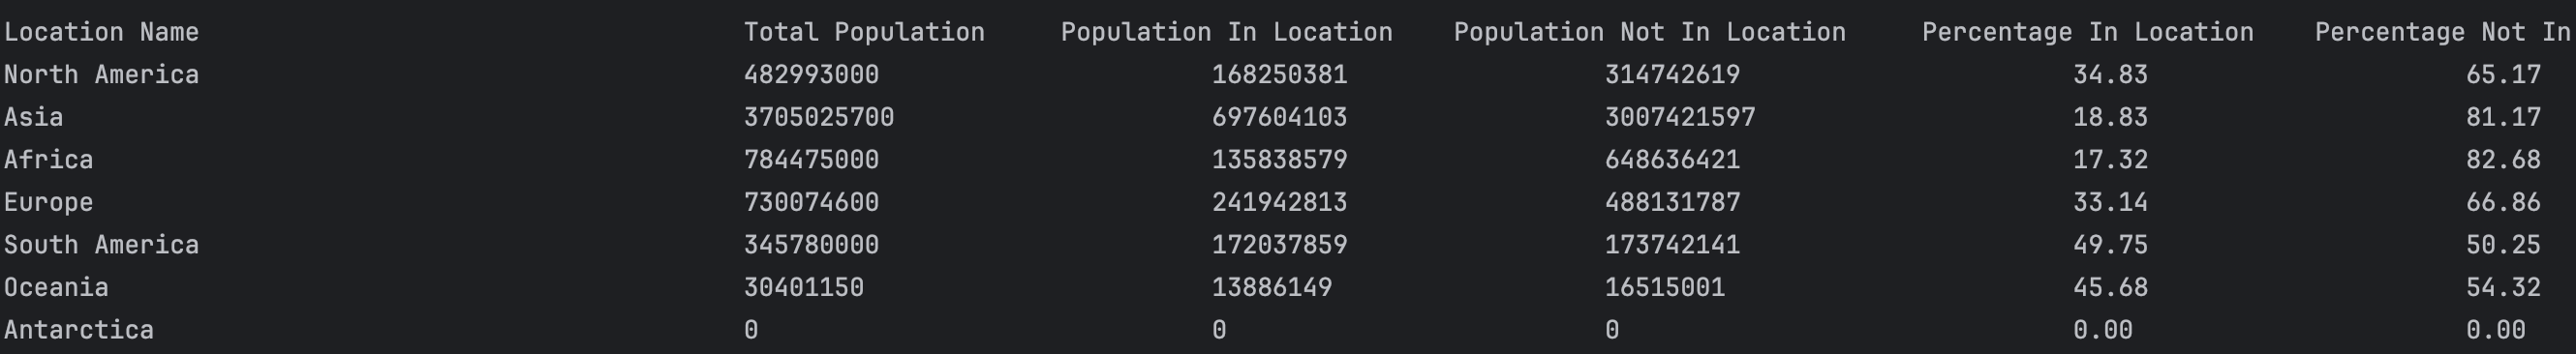 Location Name Total Population Population In Location Population Not In Location Percentage In Location Percentage Not In
North America 482993000 168250381 314742619 34.83 65.17
Asia 3705025700 697604103 3007421597 18.83 81.17
Africa 784475000 135838579 648636421 17.32 82.68
Europe 730074600 241942813 488131787 33.14 66.86
South America 345780000 172037859 173742141 49.75 50.25
Oceania 30401150 13886149 16515001 45.68 54.32
Antarctica 0 0 0 0.00 0.00